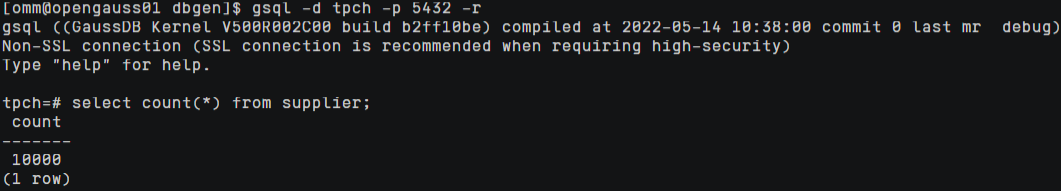 [omm@opengauss01 dbgen]$ gsql -d tpch -p 5432 -r
gsql ((GaussDB Kernel V500R002C00 build b2ff10be) compiled at 2022-05-14 10:38:00 commit 0 last mr  debug)
Non-SSL connection (SSL connection is recommended when requiring high-security)
Type "help" for help.

tpch=# select count(*) from supplier;
 count
-------
 10000
(1 row)